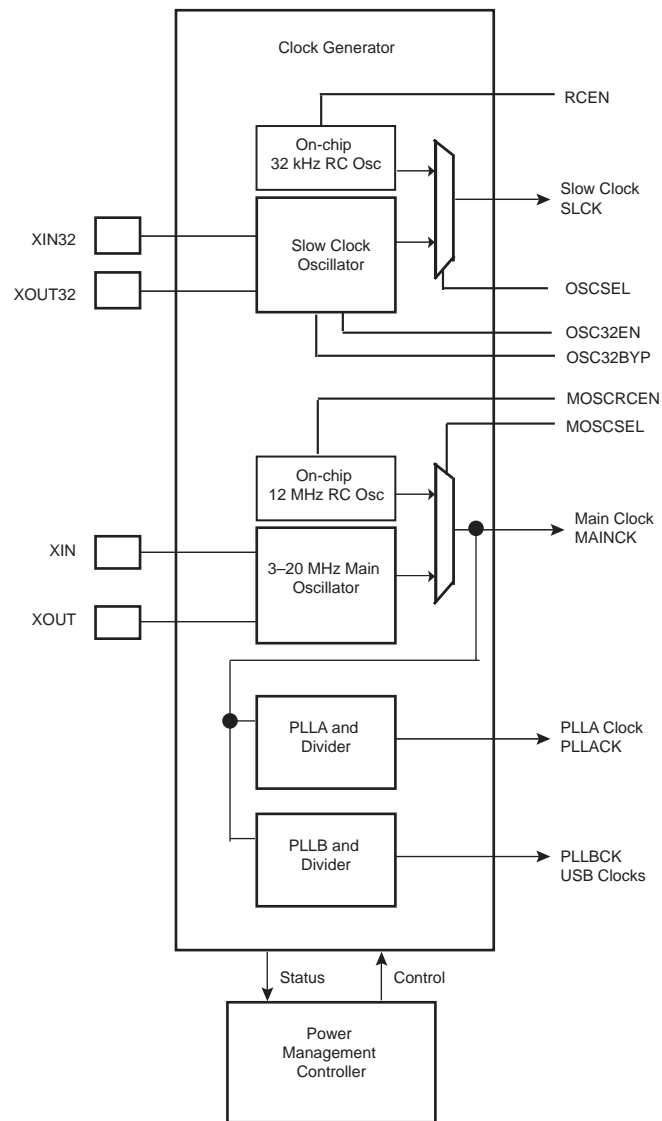 Clock Generator
RCEN
On-chip
32 kHz RC Osc
Slow Clock
SLCK
XIN32
Slow Clock
Oscillator
XOUT32
OSCSEL
OSC32EN
OSC32BYP
MOSCRCEN
MOSCSEL
On-chip
12 MHz RC Osc
Main Clock
MAINCK
XIN
3–20 MHz Main
Oscillator
XOUT
PLLA and
Divider
PLLA Clock
PLLACK
PLLB and
Divider
PLLBCK
USB Clocks
Status
Control
Power
Management
Controller